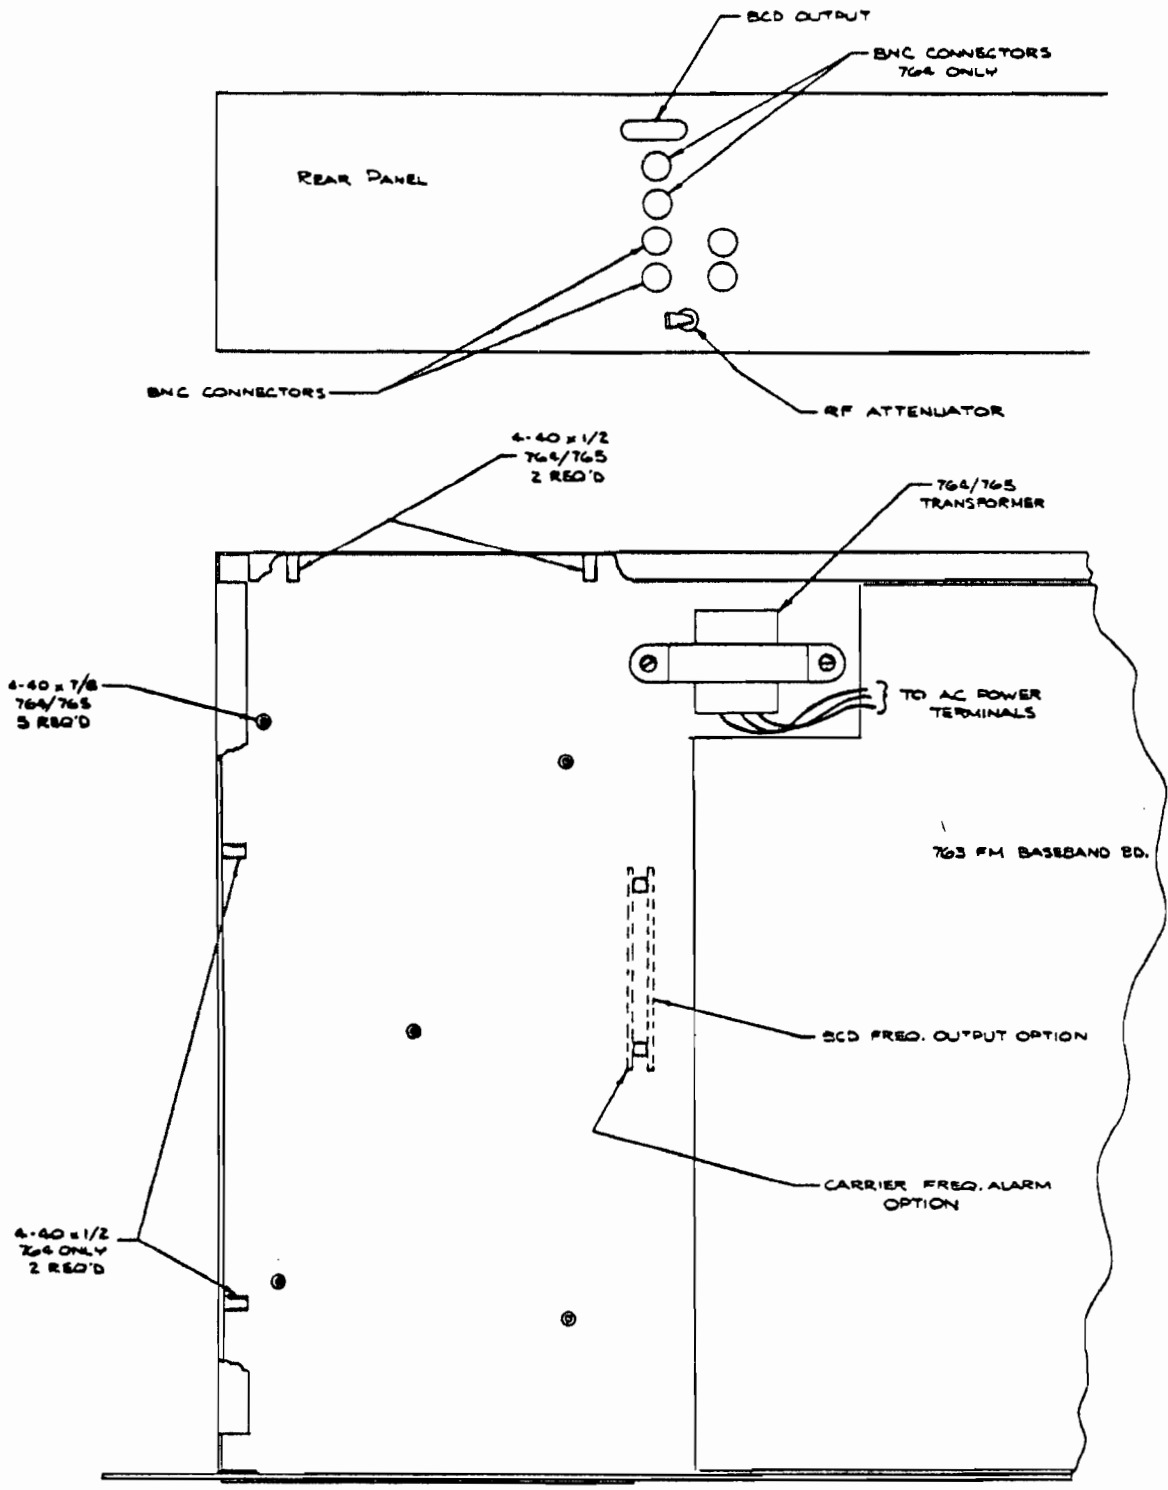 BCD OUTPUT
BNC CONNECTORS
764 ONLY
REAR PANEL
BNC CONNECTORS
RF ATTENUATOR
4-40 x 1/2
764/765
2 REQ'D
764/765
TRANSFORMER
4-40 x 7/8
764/765
5 REQ'D
TO AC POWER
TERMINALS
763 FM BASEBAND BD.
BCD FREQ. OUTPUT OPTION
CARRIER FREQ. ALARM
OPTION
4-40 x 1/2
764 ONLY
2 REQ'D